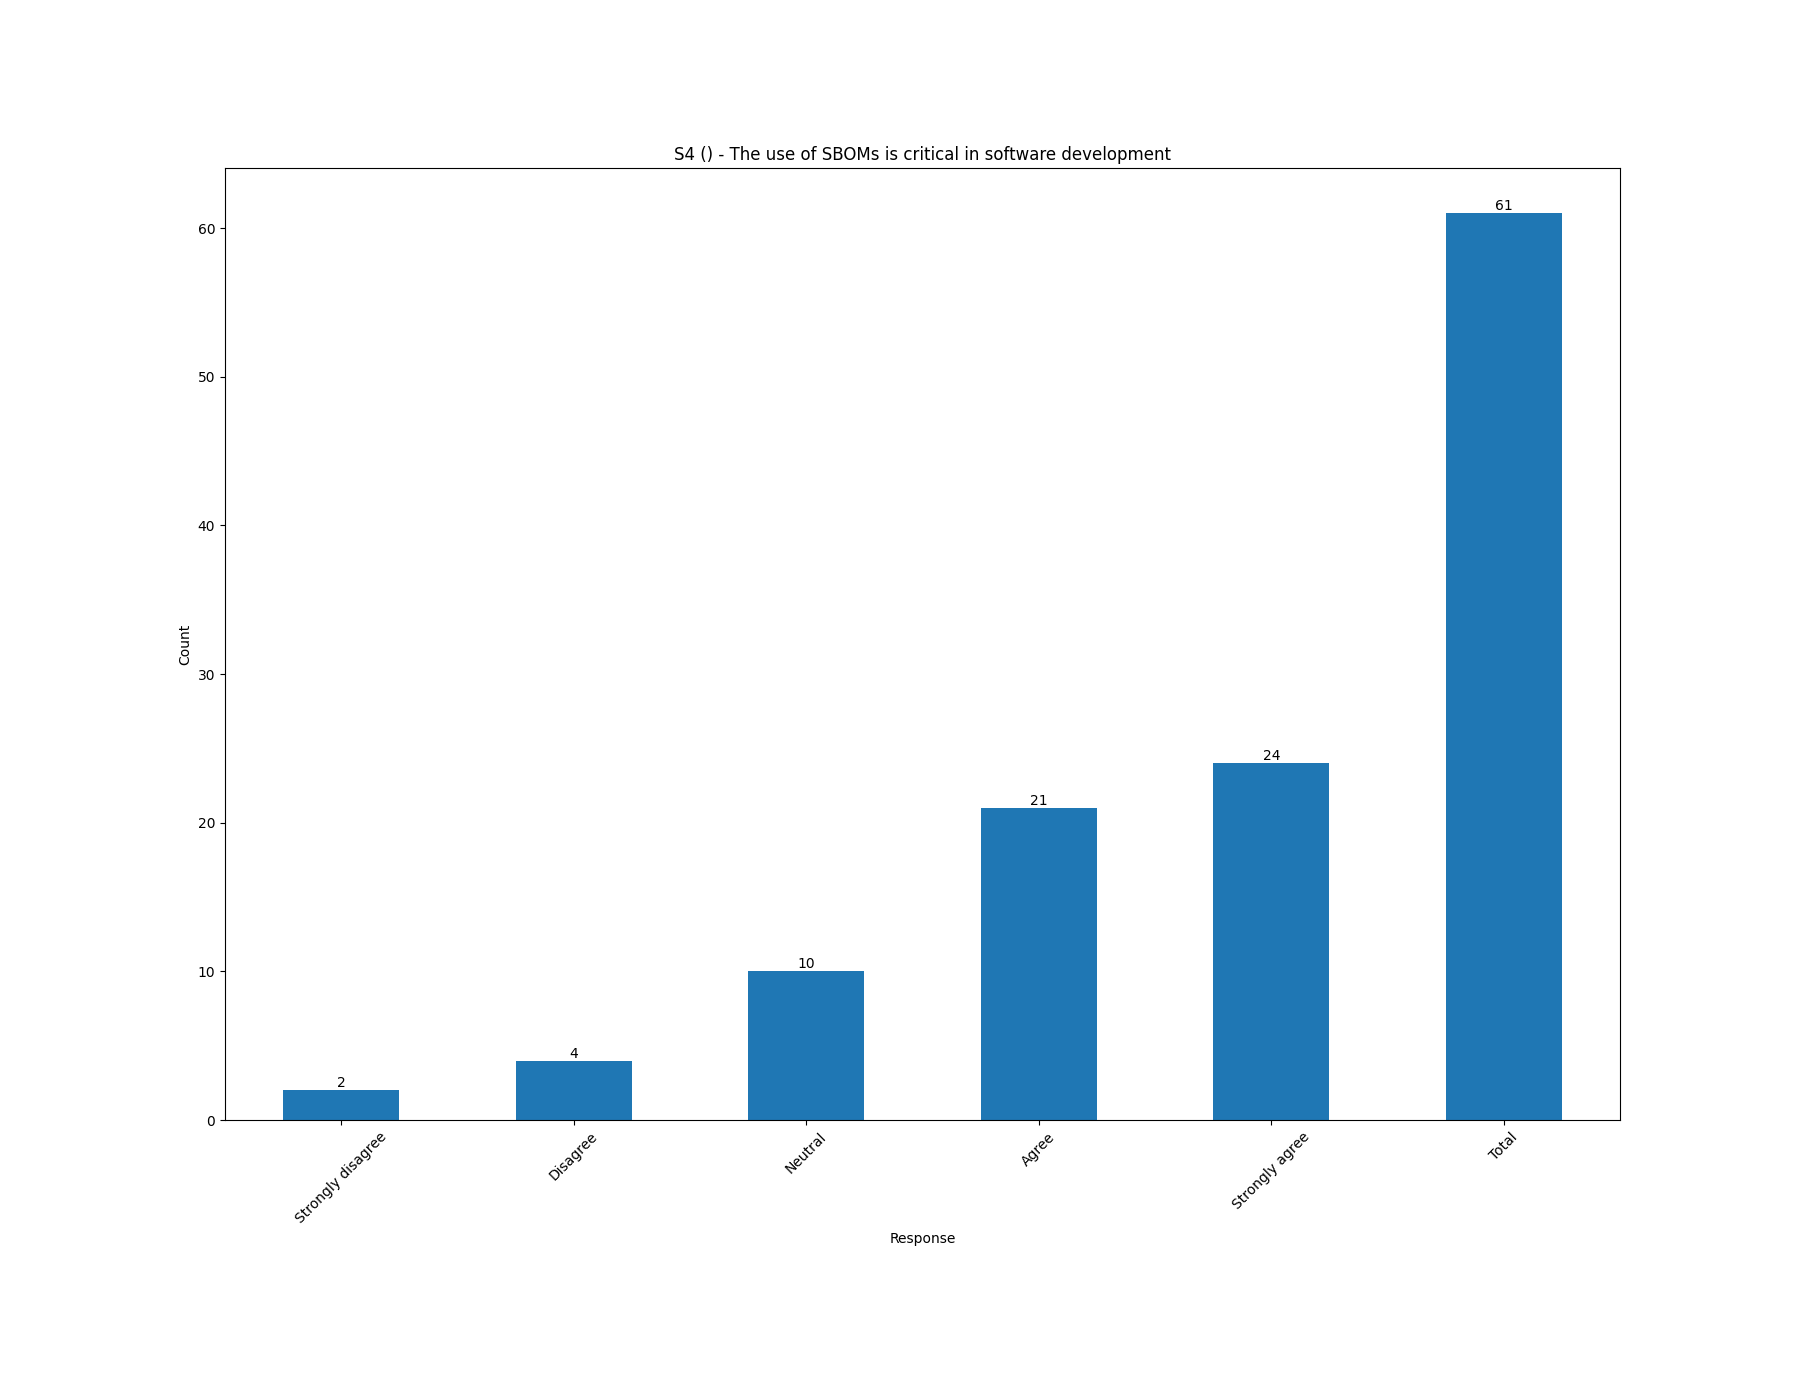 S4 () - The use of SBOMs is critical in software development
61
60
50
40
30
24
21
20
10
10
4
2
0
Count
Strongly disagree
Disagree
Neutral
Agree
Strongly agree
Total
Response